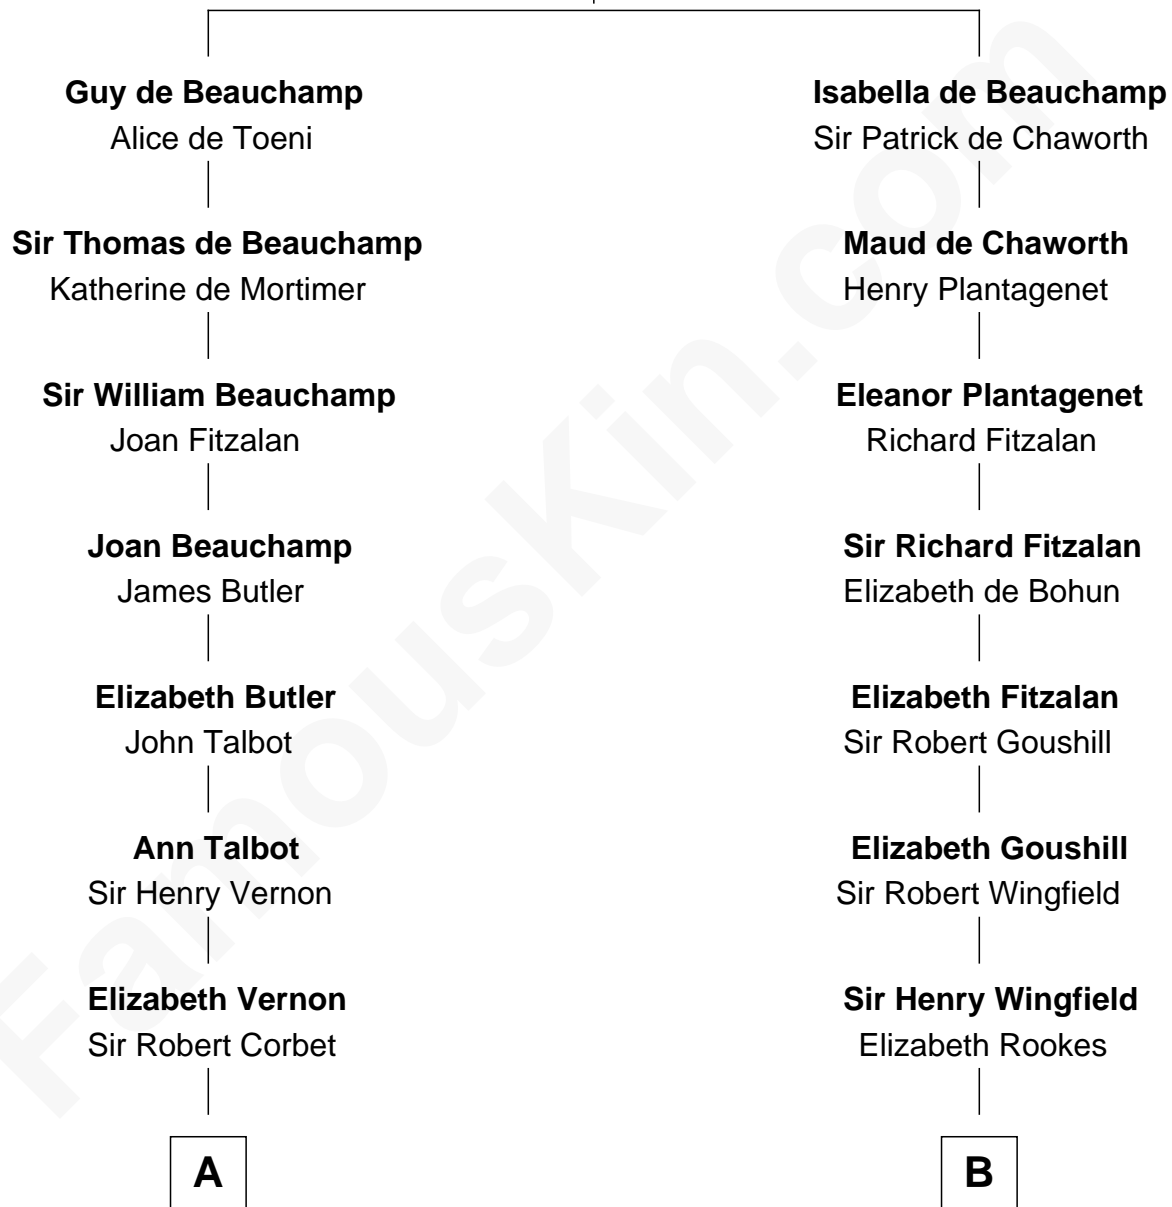 Guy de Beauchamp
Alice de Toeni
Isabella de Beauchamp
Sir Patrick de Chaworth
Sir Thomas de Beauchamp
Katherine de Mortimer
Maud de Chaworth
Henry Plantagenet
Sir William Beauchamp
Joan Fitzalan
Eleanor Plantagenet
Richard Fitzalan
Joan Beauchamp
James Butler
Sir Richard Fitzalan
Elizabeth de Bohun
Elizabeth Butler
John Talbot
Elizabeth Fitzalan
Sir Robert Goushill
Ann Talbot
Sir Henry Vernon
Elizabeth Goushill
Sir Robert Wingfield
Elizabeth Vernon
Sir Robert Corbet
Sir Henry Wingfield
Elizabeth Rookes
A
B
FamousKin.com